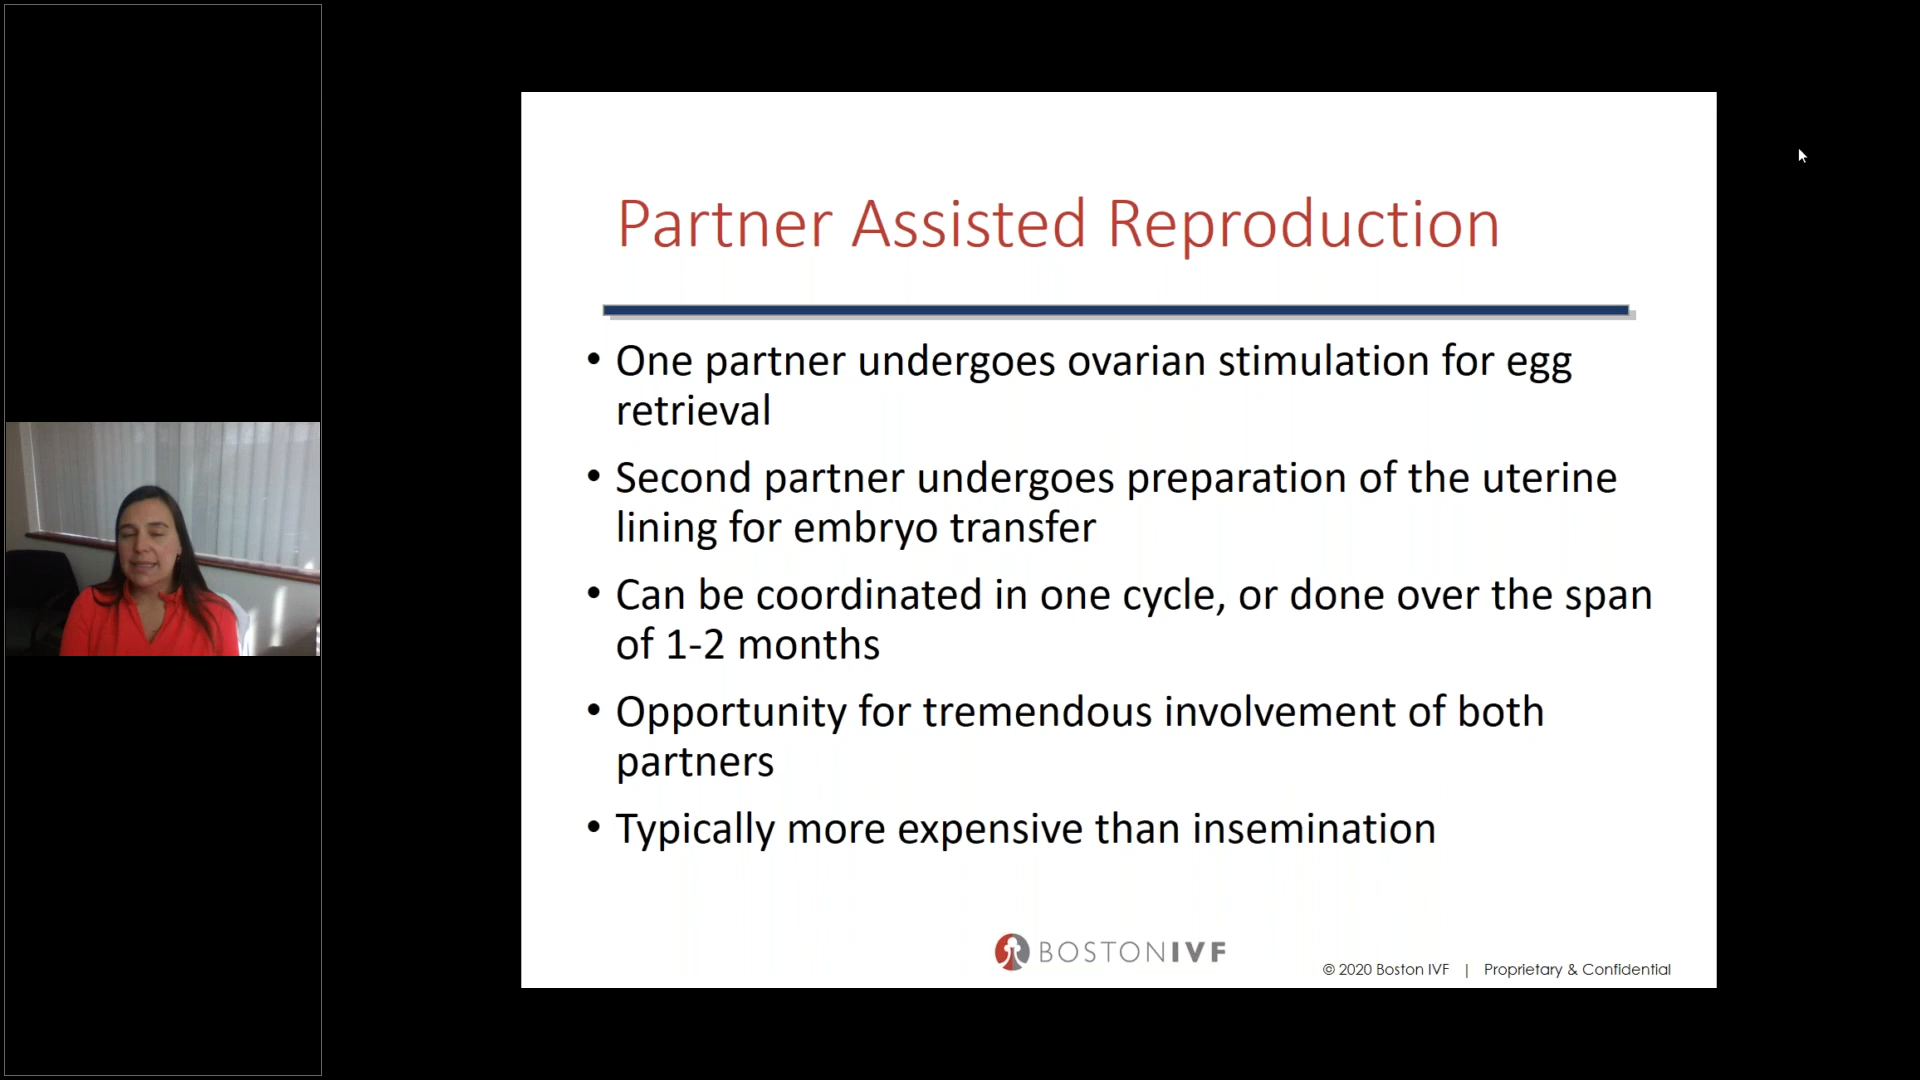 Partner Assisted Reproduction
• One partner undergoes ovarian stimulation for egg
retrieval
• Second partner undergoes preparation of the uterine
lining for embryo transfer
• Can be coordinated in one cycle, or done over the span
of 1-2 months
• Opportunity for tremendous involvement of both
partners
• Typically more expensive than insemination
BOSTONIVF
© 2020 Boston IVF | Proprietary & Confidential